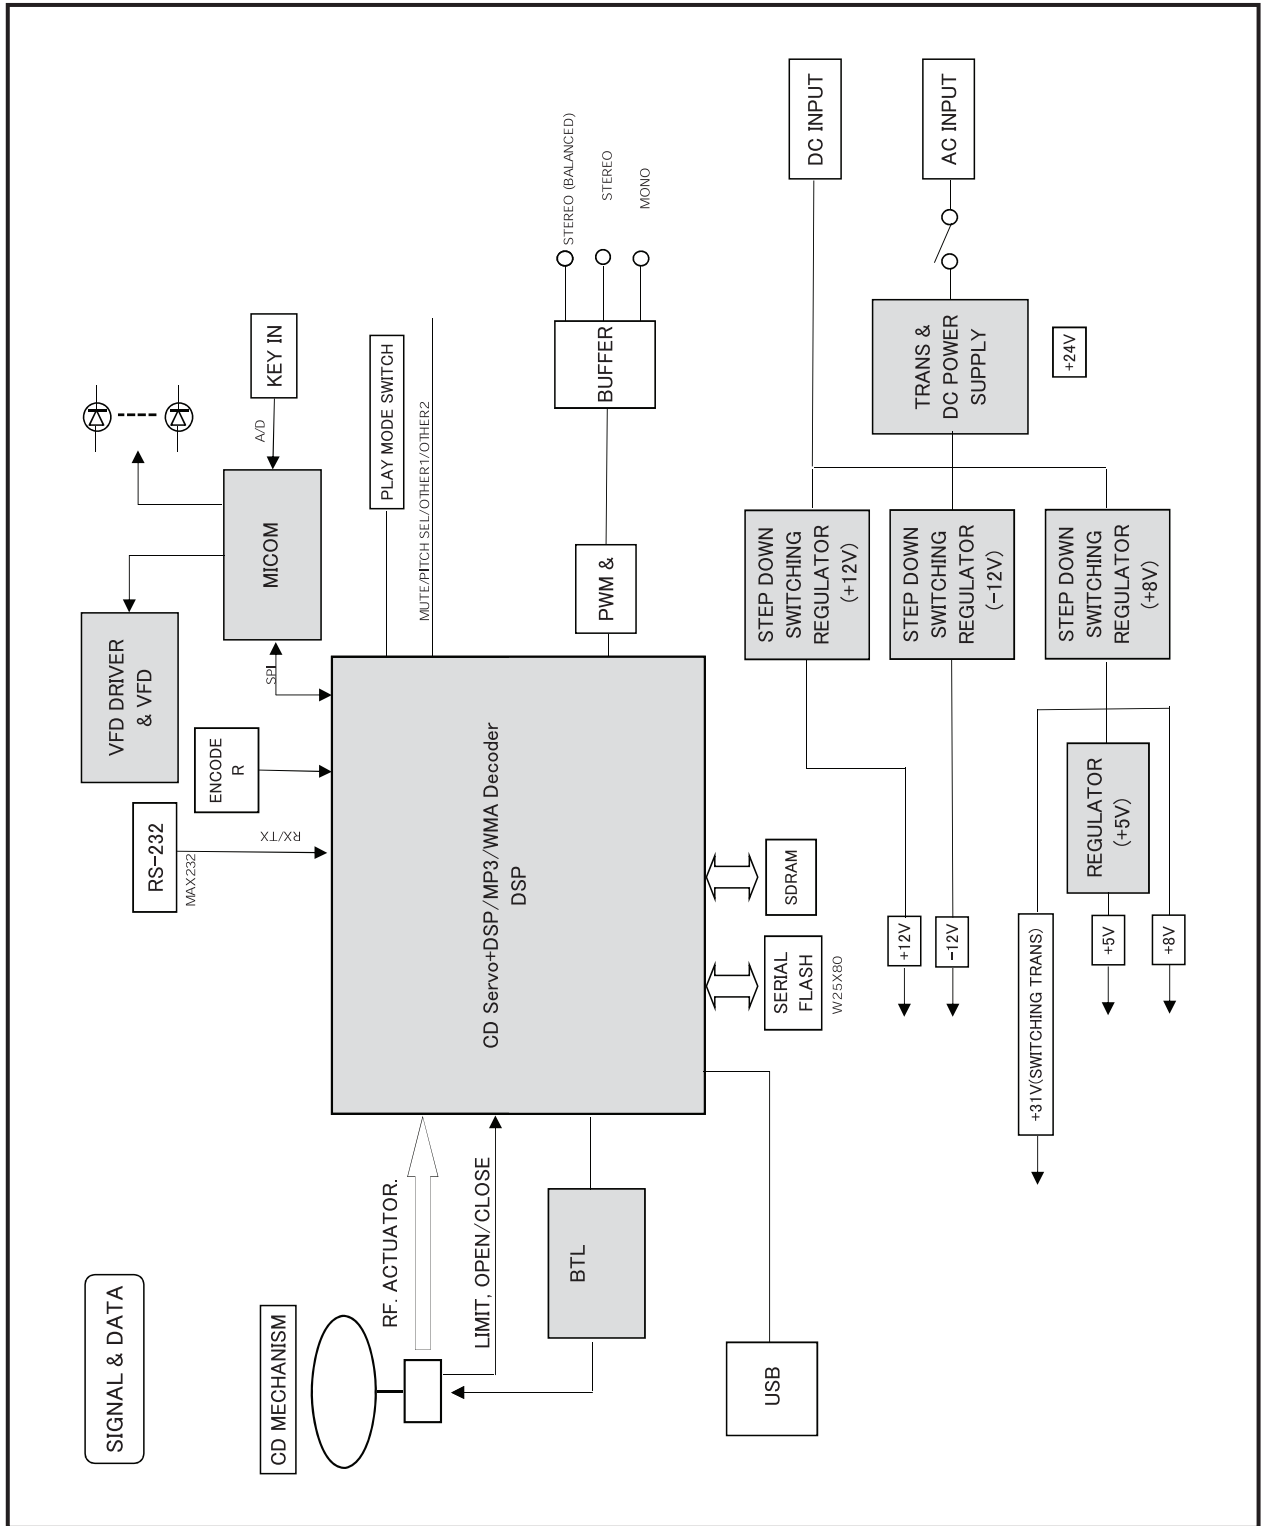 SIGNAL & DATA
CD MECHANISM
RF. ACTUATOR.
LIMIT, OPEN/CLOSE
BTL
USB
RS-232
MAX232
RX/TX
ENCODE
R
VFD DRIVER
& VFD
SPI
MICOM
A/D
KEY IN
CD Servo+DSP/MP3/WMA Decoder
DSP
PLAY MODE SWITCH
MUTE/PITCH SEL/OTHER1/OTHER2
PWM &
BUFFER
STEREO (BALANCED)
STEREO
MONO
SERIAL
FLASH
W25X80
SDRAM
DC INPUT
AC INPUT
TRANS &
DC POWER
SUPPLY
+24V
STEP DOWN
SWITCHING
REGULATOR
(+12V)
STEP DOWN
SWITCHING
REGULATOR
(-12V)
STEP DOWN
SWITCHING
REGULATOR
(+8V)
REGULATOR
(+5V)
+12V
-12V
+31V(SWITCHING TRANS)
+5V
+8V